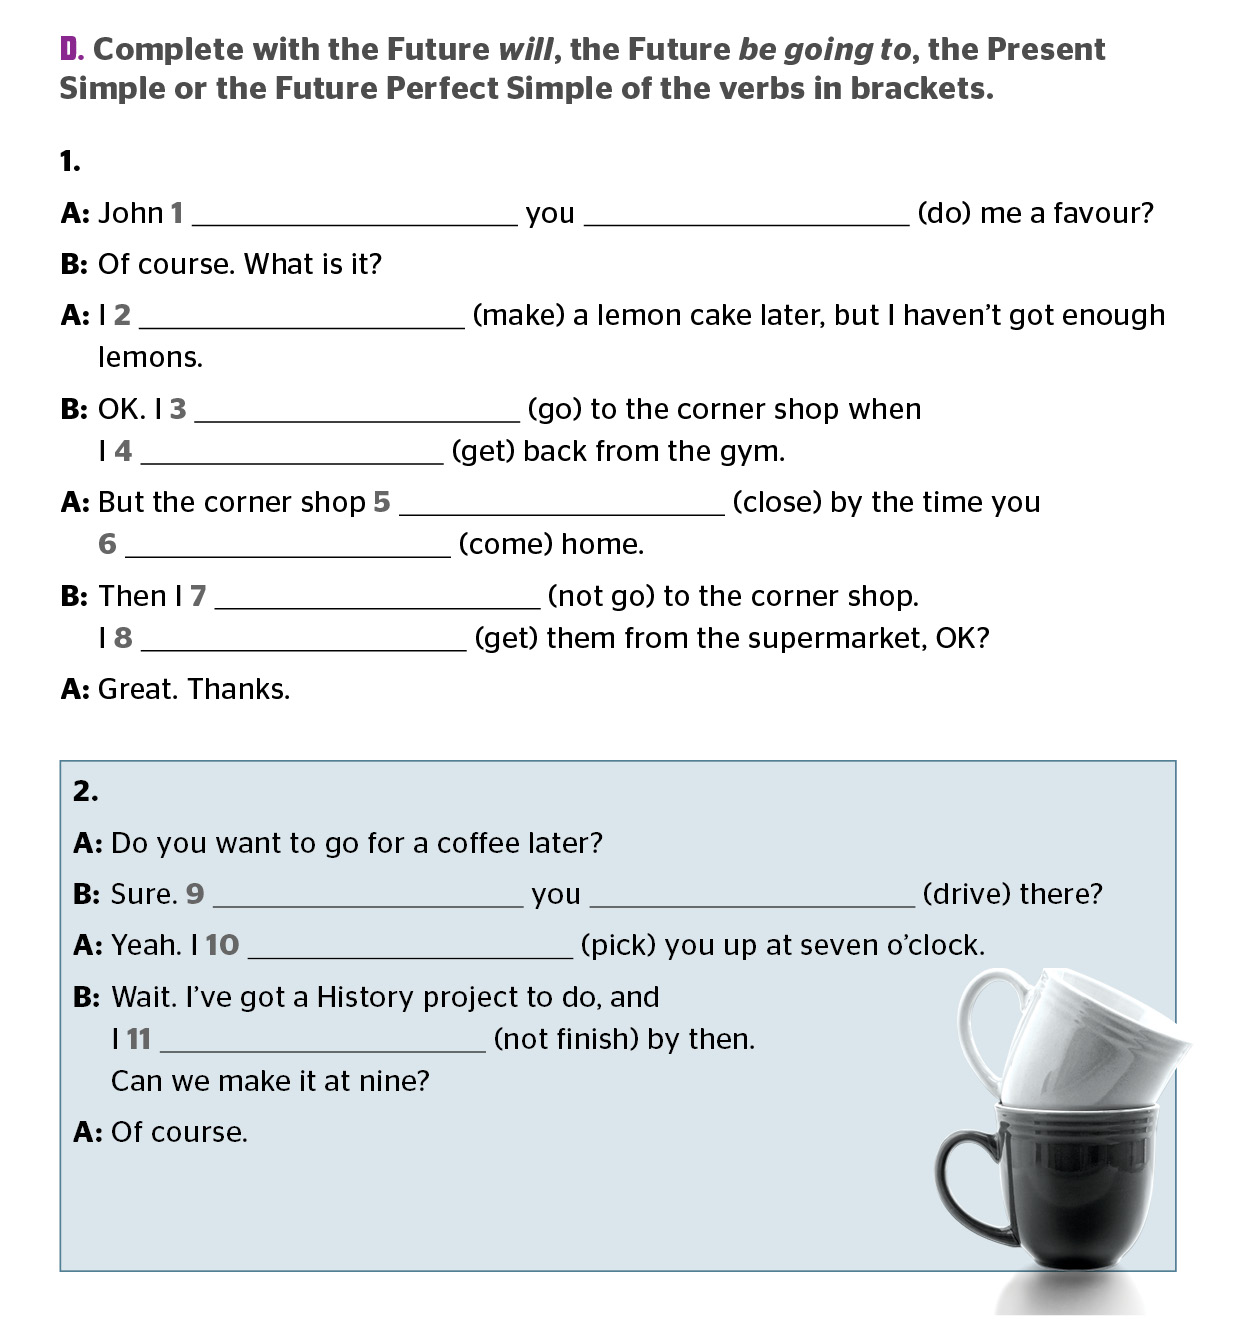 D. Complete with the Future will, the Future be going to, the Present
Simple or the Future Perfect Simple of the verbs in brackets.
1.
A: John 1 ____________________ you ____________________ (do) me a favour?
B: Of course. What is it?
A: I 2 ____________________ (make) a lemon cake later, but I haven’t got enough
lemons.
B: OK. I 3 ____________________ (go) to the corner shop when
I 4 ____________________ (get) back from the gym.
A: But the corner shop 5 ____________________ (close) by the time you
6 ____________________ (come) home.
B: Then I 7 ____________________ (not go) to the corner shop.
I 8 ____________________ (get) them from the supermarket, OK?
A: Great. Thanks.
2.
A: Do you want to go for a coffee later?
B: Sure. 9 ____________________ you ____________________ (drive) there?
A: Yeah. I 10 ____________________ (pick) you up at seven o’clock.
B: Wait. I’ve got a History project to do, and
I 11 ____________________ (not finish) by then.
Can we make it at nine?
A: Of course.